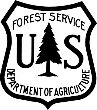 FOREST SERVICE
U S
DEPARTMENT OF AGRICULTURE